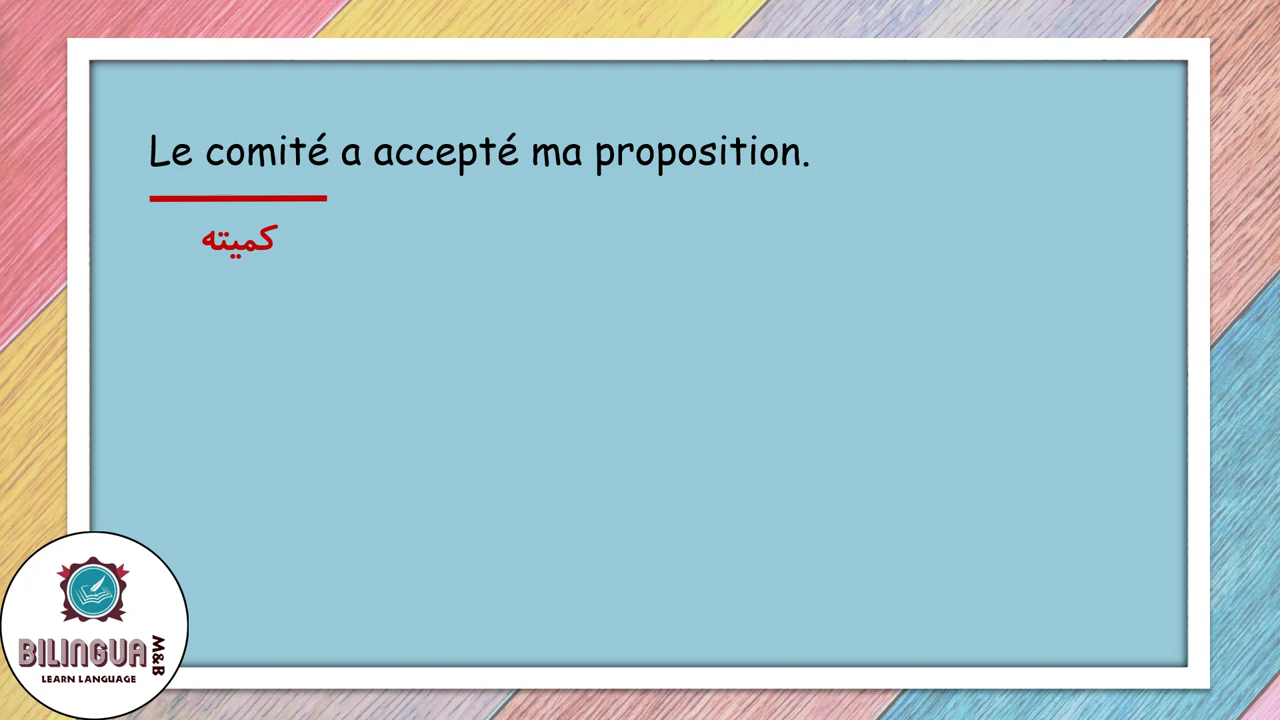 Le comité a accepté ma proposition.
کمیته
BILINGUA
M&B
LEARN LANGUAGE